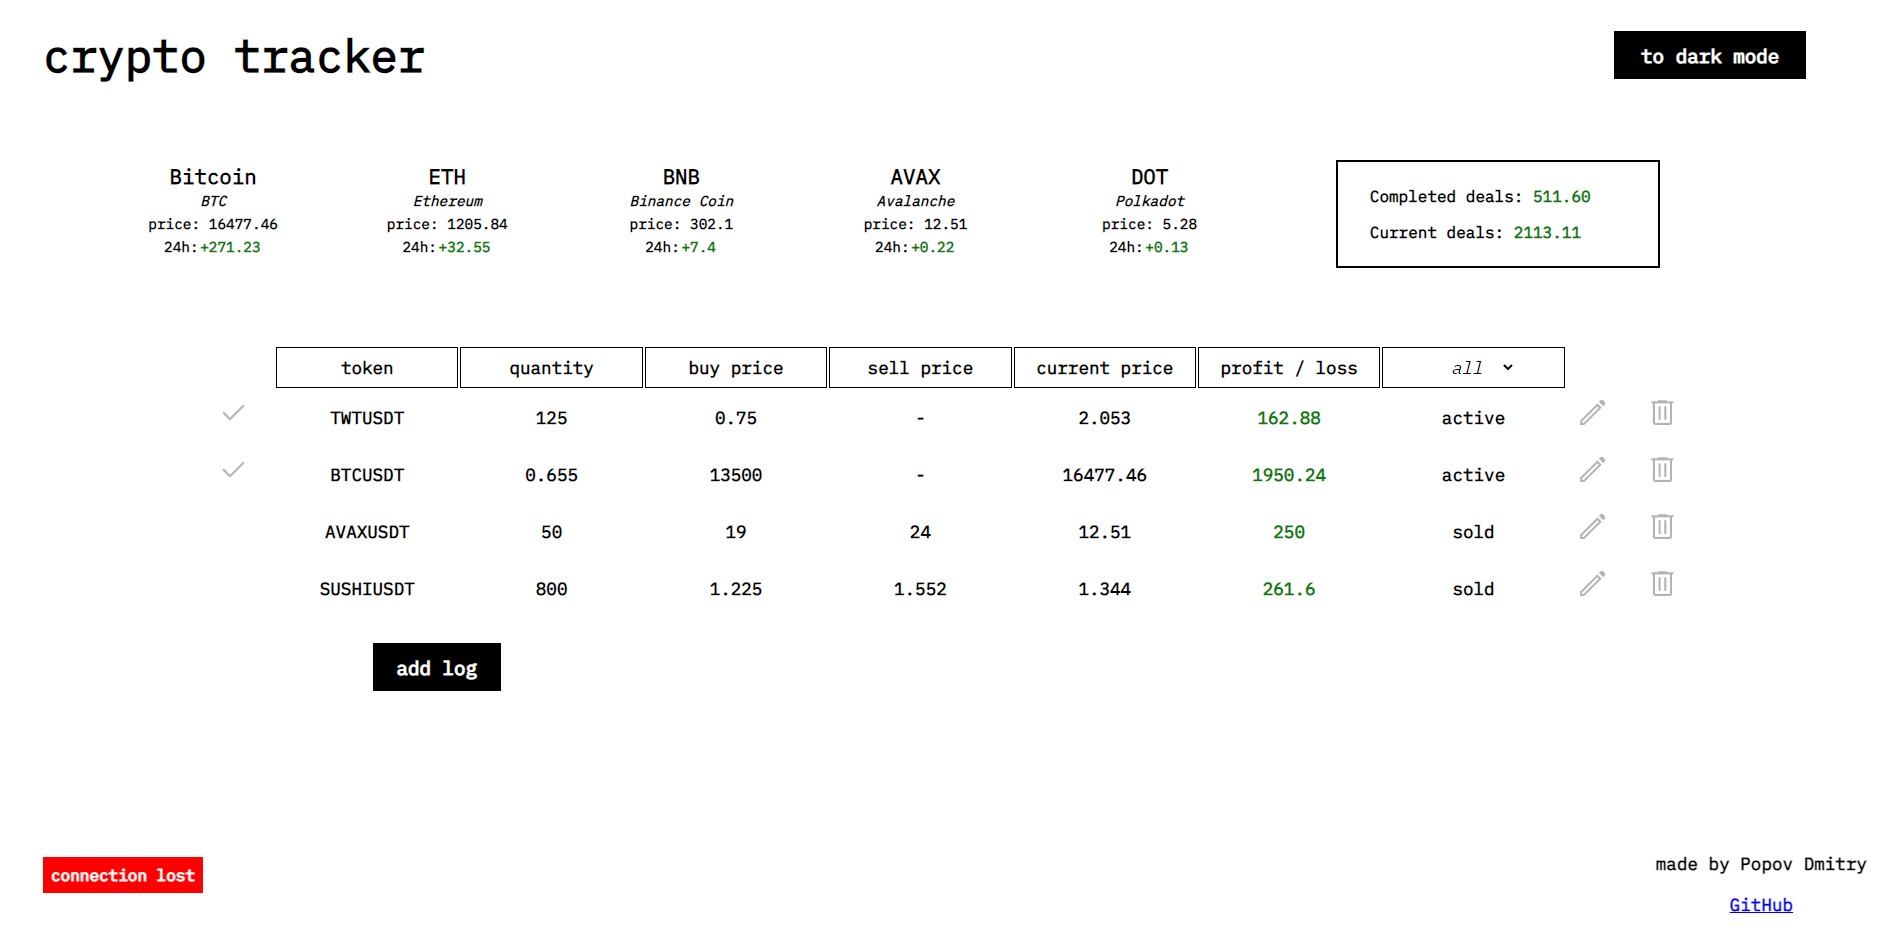 crypto tracker
to dark mode
Bitcoin
BTC
price: 16477.46
24h:+271.23
ETH
Ethereum
price: 1205.84
24h:+32.55
BNB
Binance Coin
price: 302.1
24h:+7.4
AVAX
Avalanche
price: 12.51
24h:+0.22
DOT
Polkadot
price: 5.28
24h:+0.13
Completed deals: 511.60
Current deals: 2113.11
token quantity buy price sell price current price profit / loss all
TWTUSDT 125 0.75 - 2.053 162.88 active
BTCUSDT 0.655 13500 - 16477.46 1950.24 active
AVAXUSDT 50 19 24 12.51 250 sold
SUSHIUSDT 800 1.225 1.552 1.344 261.6 sold
add log
connection lost
made by Popov Dmitry
GitHub